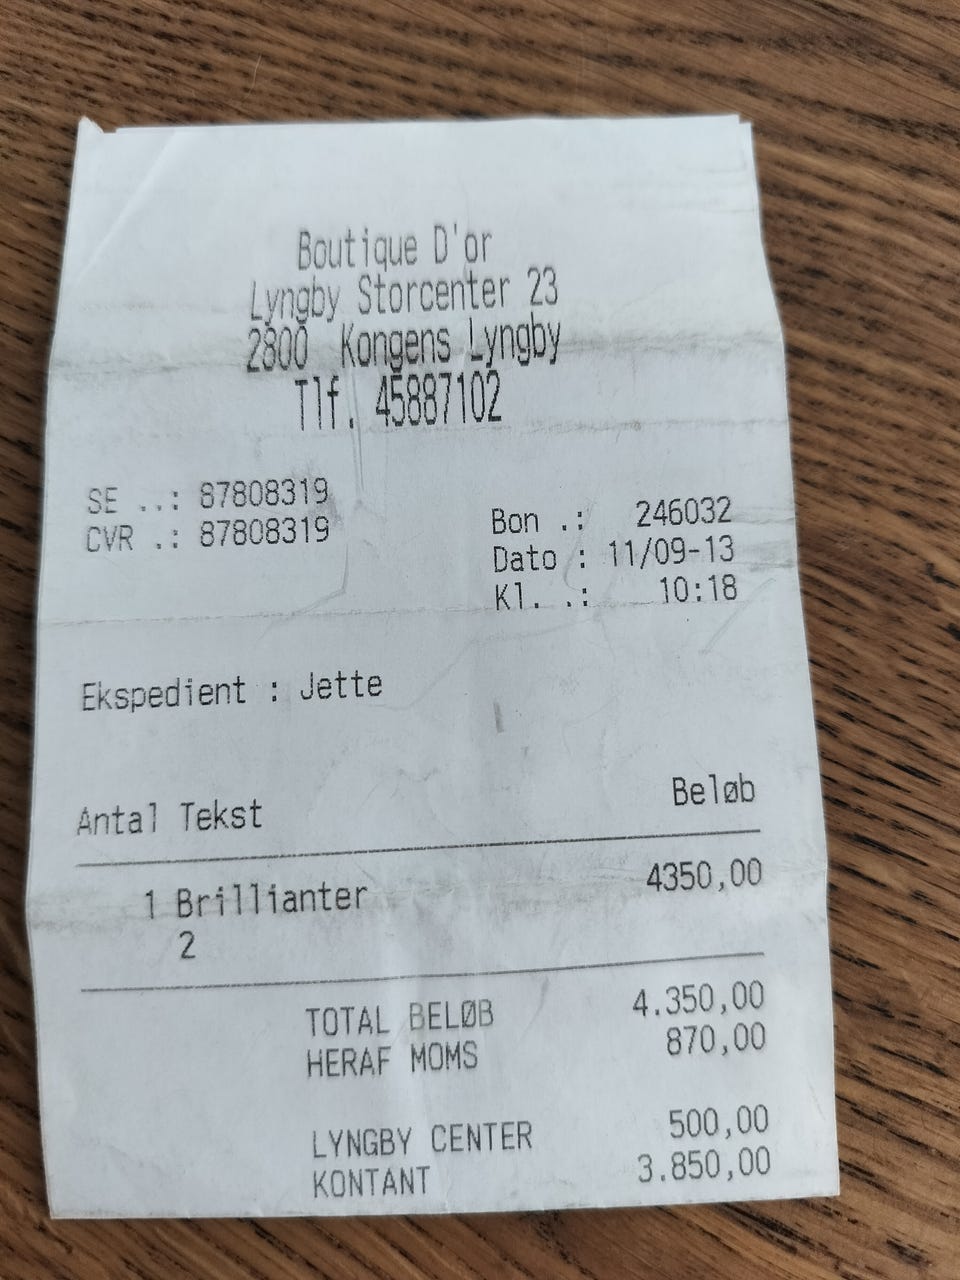 Boutique D'or
Lyngby Storcenter 23
2800 Kongens Lyngby
Tlf. 45887102
SE ..: 87808319
CVR .: 87808319
Bon .: 246032
Dato : 11/09-13
Kl. .: 10:18
Ekspedient : Jette
Antal Tekst Beløb
1 Brillianter 4350,00
2
TOTAL BELØB 4.350,00
HERAF MOMS 870,00
LYNGBY CENTER 500,00
KONTANT 3.850,00